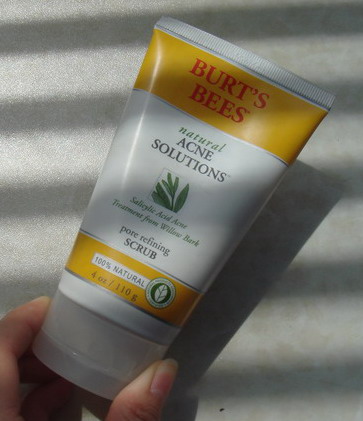 BURT'S
BEES
natural
ACNE
SOLUTIONS™
Salicylic Acid Acne
Treatment from Willow Bark
pore refining
SCRUB
100% NATURAL
4 oz / 110 g